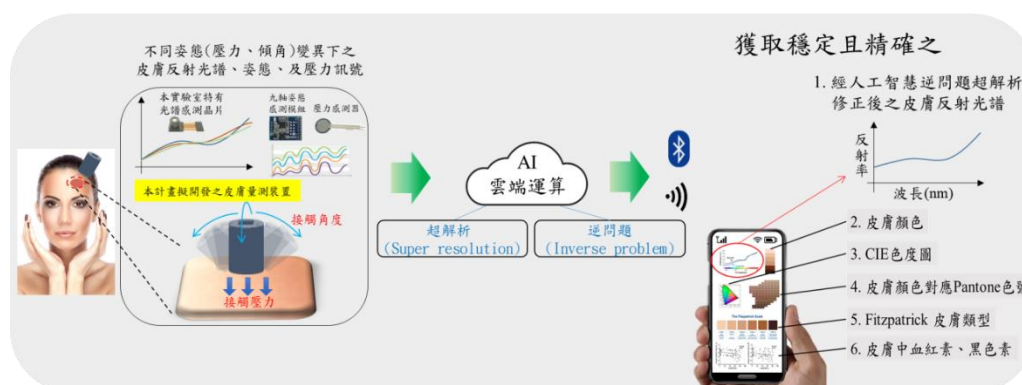 不同姿態(壓力、傾角)變異下之
皮膚反射光譜、姿態、及壓力訊號
本實驗室特有
光譜感測晶片
九軸姿態
感測模組
壓力感測器
本計畫擬開發之皮膚量測裝置
接觸角度
接觸壓力
AI
雲端運算
超解析
(Super resolution)
逆問題
(Inverse problem)
獲取穩定且精確之
1. 經人工智慧逆問題超解析
修正後之皮膚反射光譜
反射率
波長(nm)
2. 皮膚顏色
3. CIE色度圖
4. 皮膚顏色對應Pantone色
5. Fitzpatrick 皮膚類型
6. 皮膚中血紅素、黑色素